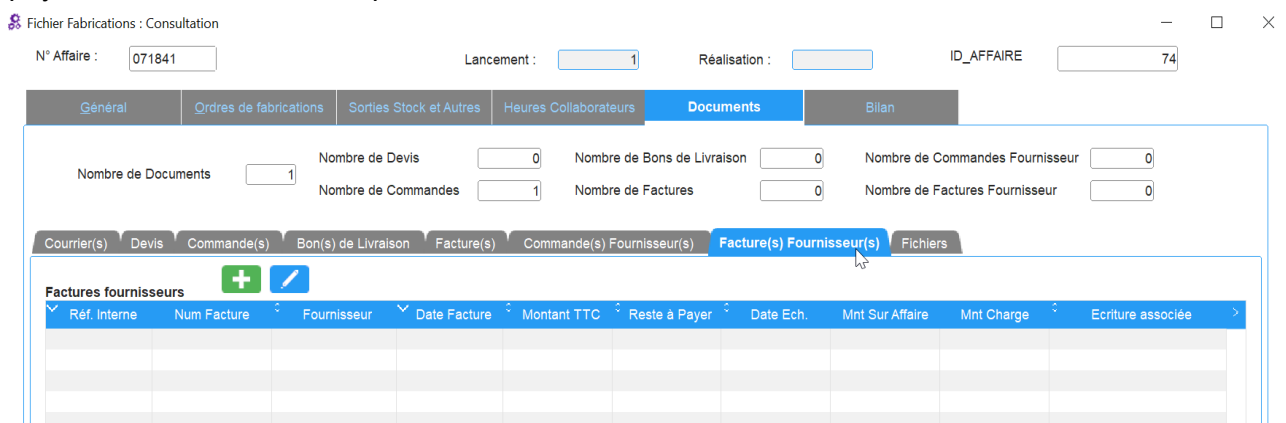 Fichier Fabrications : Consultation
N° Affaire : 071841 Lancement : 1 Réalisation : ID_AFFAIRE 74
Général Ordres de fabrications Sorties Stock et Autres Heures Collaborateurs Documents Bilan
Nombre de Documents 1
Nombre de Devis 0 Nombre de Bons de Livraison 0 Nombre de Commandes Fournisseur 0
Nombre de Commandes 1 Nombre de Factures 0 Nombre de Factures Fournisseur 0
Courrier(s) Devis Commande(s) Bon(s) de Livraison Facture(s) Commande(s) Fournisseur(s) Facture(s) Fournisseur(s) Fichiers
Factures fournisseurs
Réf. Interne Num Facture Fournisseur Date Facture Montant TTC Reste à Payer Date Ech. Mnt Sur Affaire Mnt Charge Ecriture associée